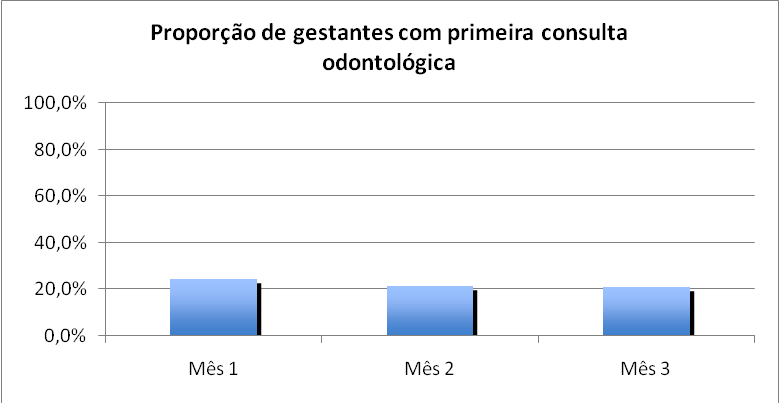 Proporção de gestantes com primeira consulta
odontológica
100,0%
80,0%
60,0%
40,0%
20,0%
0,0%
Mês 1 Mês 2 Mês 3